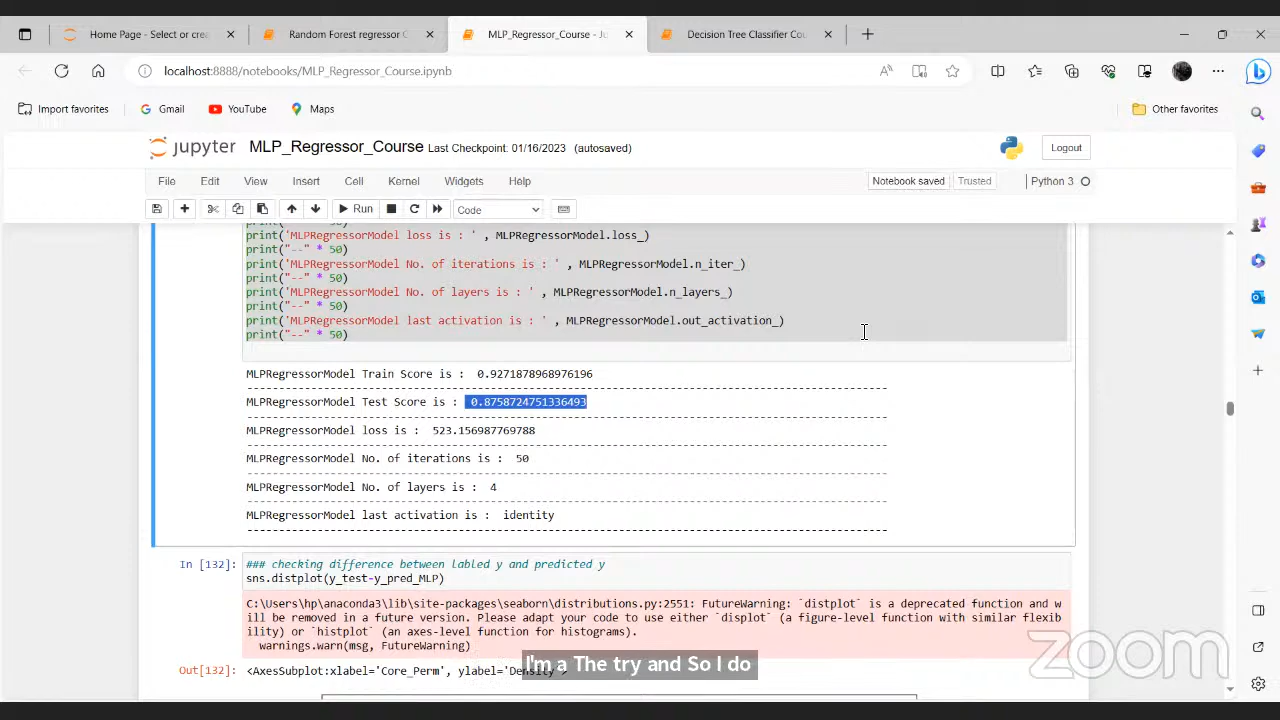 Home Page - Select or crea
Random Forest regressor C
MLP_Regressor_Course - Ju
Decision Tree Classifier Cou
localhost:8888/notebooks/MLP_Regressor_Course.ipynb
Import favorites
Gmail
YouTube
Maps
Other favorites
jupyter MLP_Regressor_Course Last Checkpoint: 01/16/2023 (autosaved)
Logout
File Edit View Insert Cell Kernel Widgets Help
Notebook saved Trusted Python 3
Run Code
print('MLPRegressorModel loss is : ' , MLPRegressorModel.loss_)
print("--" * 50)
print('MLPRegressorModel No. of iterations is : ' , MLPRegressorModel.n_iter_)
print("--" * 50)
print('MLPRegressorModel No. of layers is : ' , MLPRegressorModel.n_layers_)
print("--" * 50)
print('MLPRegressorModel last activation is : ' , MLPRegressorModel.out_activation_)
print("--" * 50)
MLPRegressorModel Train Score is : 0.9271878968976196
MLPRegressorModel Test Score is : 0.8758724751336493
MLPRegressorModel loss is : 523.156987769788
MLPRegressorModel No. of iterations is : 50
MLPRegressorModel No. of layers is : 4
MLPRegressorModel last activation is : identity
In [132]: ### checking difference between labled y and predicted y
sns.distplot(y_test-y_pred_MLP)
C:\Users\hp\anaconda3\lib\site-packages\seaborn\distributions.py:2551: FutureWarning: `distplot` is a deprecated function and w
ill be removed in a future version. Please adapt your code to use either `displot` (a figure-level function with similar flexib
ility) or `histplot` (an axes-level function for histograms).
warnings.warn(msg, FutureWarning)
Out[132]: <AxesSubplot:xlabel='Core_Perm', ylabel='Density'>
I'm a The try and So I do
zoom